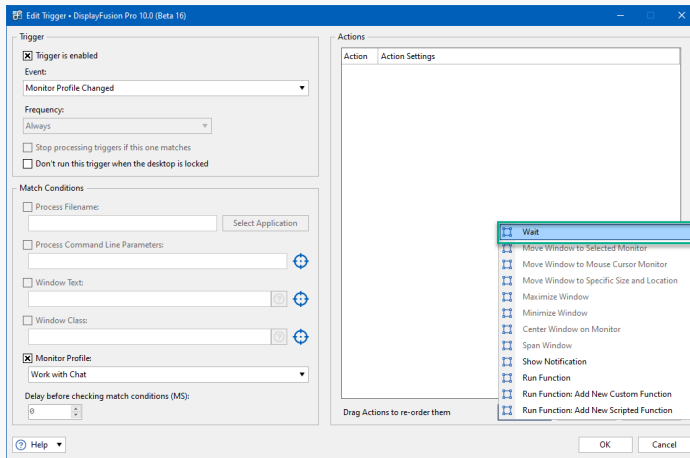 Edit Trigger • DisplayFusion Pro 10.0 (Beta 16)
Trigger
Trigger is enabled
Event:
Monitor Profile Changed
Frequency:
Always
Stop processing triggers if this one matches
Don't run this trigger when the desktop is locked
Match Conditions
Process Filename:
Select Application
Process Command Line Parameters:
Window Text:
Window Class:
Monitor Profile:
Work with Chat
Delay before checking match conditions (MS):
0
Actions
Action Action Settings
Wait
Move Window to Selected Monitor
Move Window to Mouse Cursor Monitor
Move Window to Specific Size and Location
Maximize Window
Minimize Window
Center Window on Monitor
Span Window
Show Notification
Run Function
Run Function: Add New Custom Function
Run Function: Add New Scripted Function
Drag Actions to re-order them
Help
OK
Cancel